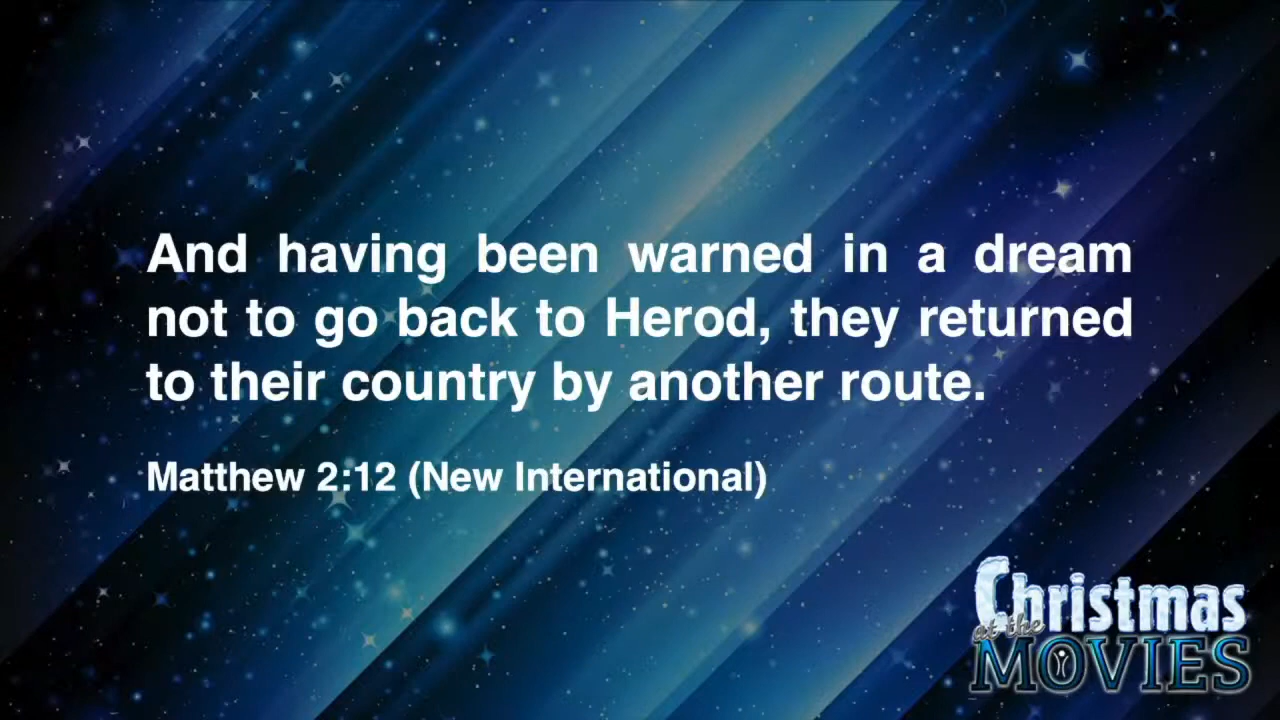 And having been warned in a dream
not to go back to Herod, they returned
to their country by another route.
Matthew 2:12 (New International)
Christmas
at the
MOVIES